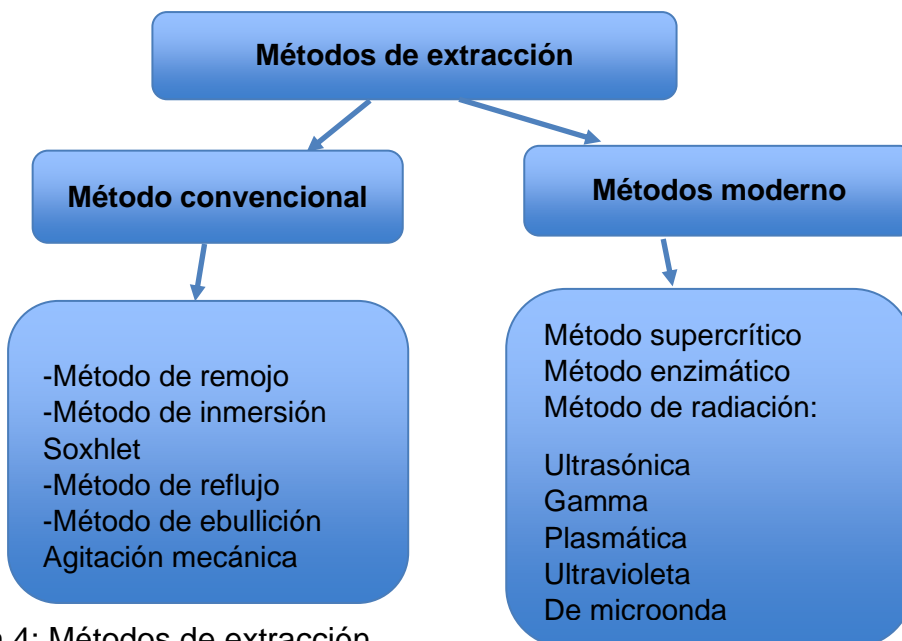 Métodos de extracción
Método convencional
Métodos moderno
-Método de remojo
-Método de inmersión
Soxhlet
-Método de reflujo
-Método de ebullición
Agitación mecánica
Método supercrítico
Método enzimático
Método de radiación:
Ultrasónica
Gamma
Plasmática
Ultravioleta
De microonda
4: Métodos de extracción